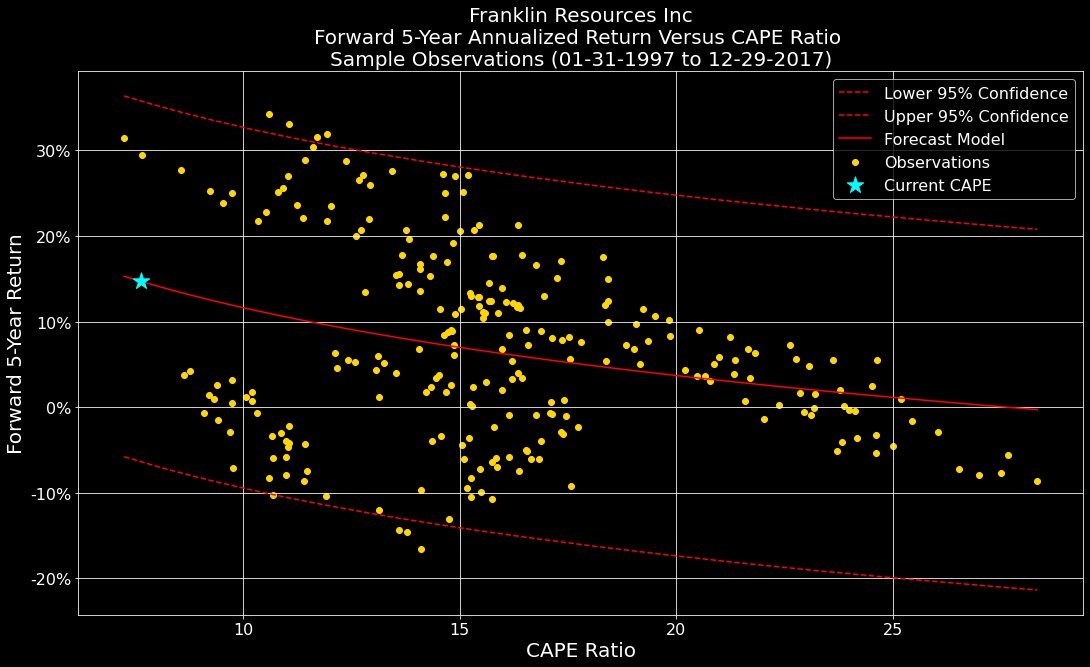 Franklin Resources Inc
Forward 5-Year Annualized Return Versus CAPE Ratio
Sample Observations (01-31-1997 to 12-29-2017)
Lower 95% Confidence
Upper 95% Confidence
Forecast Model
Observations
Current CAPE
Forward 5-Year Return
30%
20%
10%
0%
-10%
-20%
10 15 20 25
CAPE Ratio